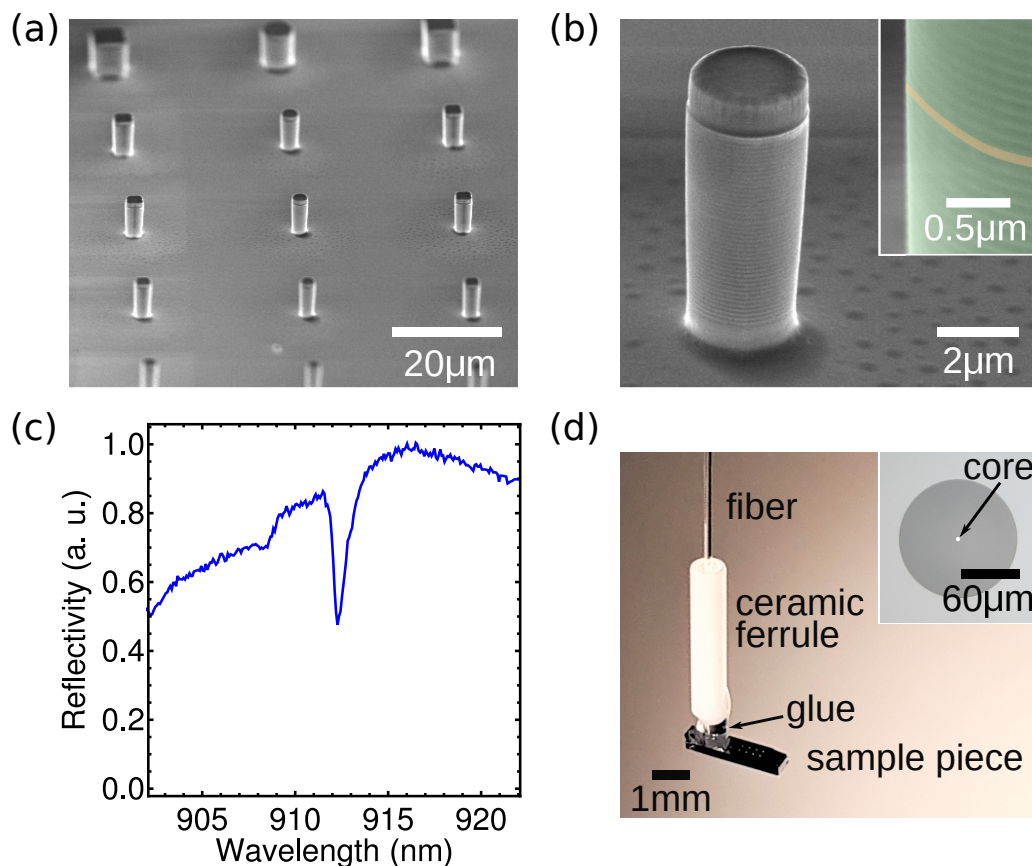 (a)
20μm
(b)
0.5μm
2μm
(c)
Reflectivity (a. u.)
1.0
0.8
0.6
0.4
0.2
0.0
905 910 915 920
Wavelength (nm)
(d)
core
60μm
fiber
ceramic
ferrule
glue
sample piece
1mm